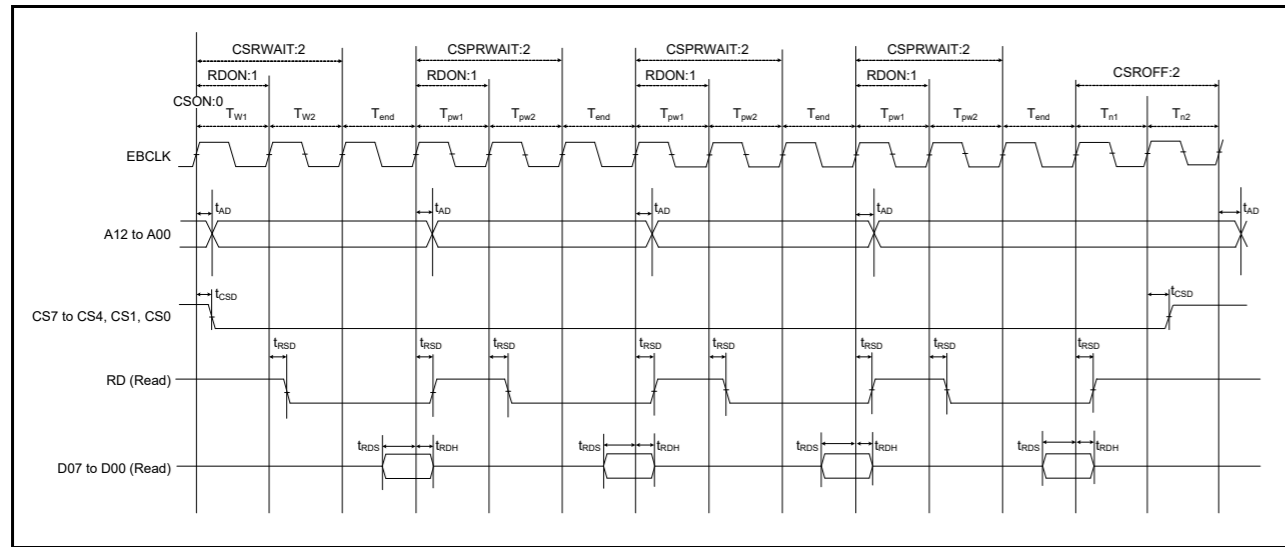 CSRWAIT:2 CSPRWAIT:2 CSPRWAIT:2 CSPRWAIT:2
RDON:1 RDON:1 RDON:1 RDON:1 CSROFF:2
CSON:0
TW1 TW2 Tend Tpw1 Tpw2 Tend Tpw1 Tpw2 Tend Tpw1 Tpw2 Tend Tn1 Tn2
EBCLK
tAD tAD tAD tAD tAD
A12 to A00
tCSD tCSD
CS7 to CS4, CS1, CS0
tRSD tRSD tRSD tRSD tRSD tRSD tRSD tRSD
RD (Read)
tRDS tRDH tRDS tRDH tRDS tRDH tRDS tRDH
D07 to D00 (Read)